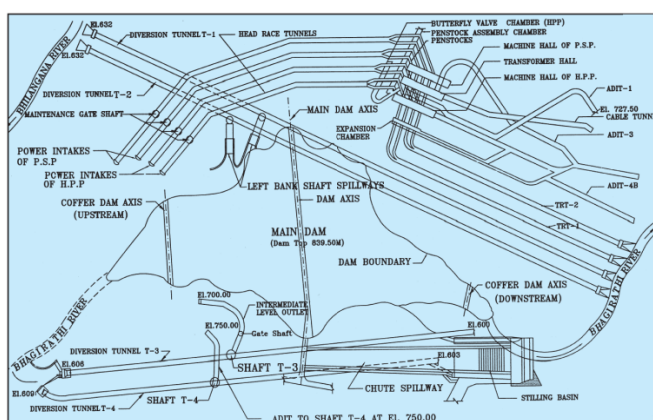 EL632
DIVERSION TUNNEL T-1
HEAD RACE TUNNELS
BUTTERFLY VALVE CHAMBER (HPP)
PENSTOCK ASSEMBLY CHAMBER
PENSTOCKS
MACHINE HALL OF P.S.P.
TRANSFORMER HALL
MACHINE HALL OF H.P.P.
ADIT-1
BHILANGANA RIVER
EL632
DIVERSION TUNNEL T-2
MAINTENANCE GATE SHAFT
MAIN DAM AXIS
EL. 727.50
CABLE TUNN
EXPANSION
CHAMBER
ADIT-3
POWER INTAKES
OF P.S.P
POWER INTAKES
OF H.P.P
LEFT BANK SHAFT SPILLWAYS
ADIT-4B
COFFER DAM AXIS
(UPSTREAM)
DAM AXIS
TRT-2
TRT-1
MAIN DAM
(Dam Top 839.50M)
DAM BOUNDARY
COFFER DAM AXIS
(DOWNSTREAM)
BHAGIRATHI RIVER
BHAGIRATHI RIVER
El.700.00
INTERMEDIATE
LEVEL OUTLET
El.750.00
Gate Shaft
El.600
DIVERSION TUNNEL T-3
El.606
SHAFT T-3
El.603
CHUTE SPILLWAY
STILLING BASIN
El.609
DIVERSION TUNNEL T-4
SHAFT T-4
ADIT TO SHAFT T-4 AT EL. 750.00